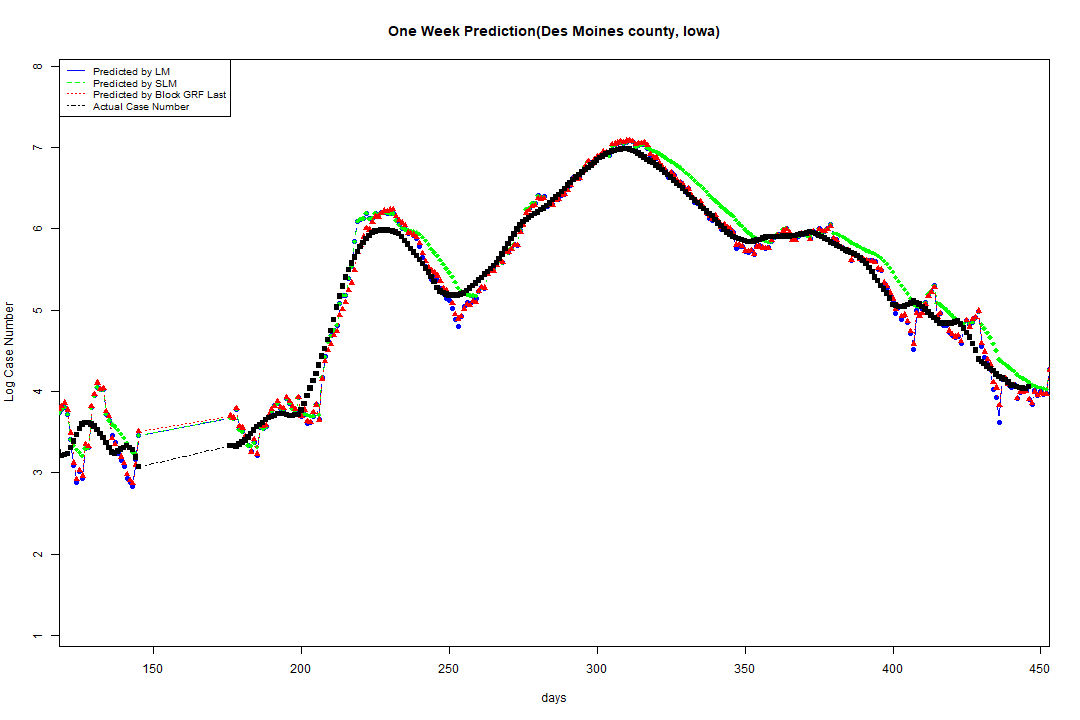 One Week Prediction(Des Moines county, Iowa)
Predicted by LM
Predicted by SLM
Predicted by Block GRF Last
Actual Case Number
8
7
6
5
4
3
2
1
Log Case Number
150 200 250 300 350 400 450
days